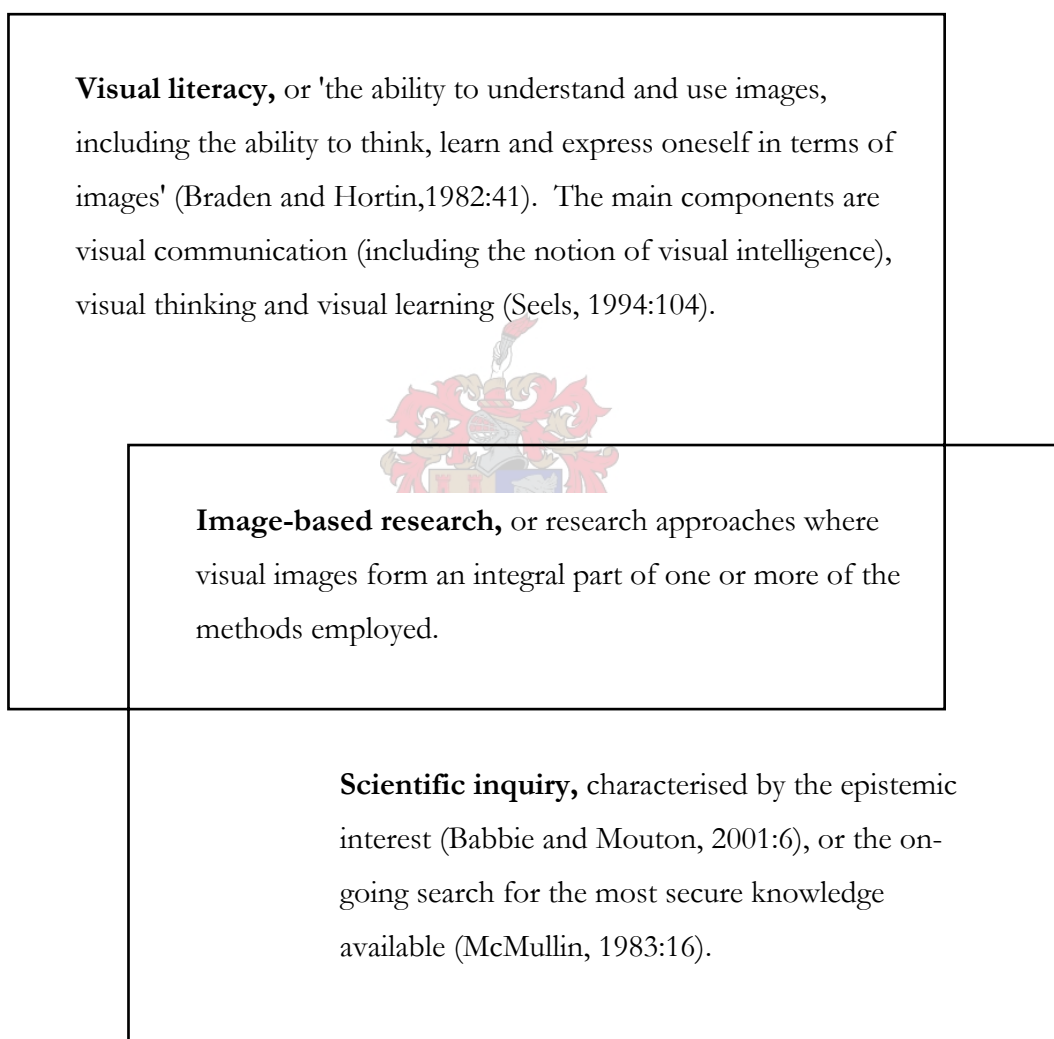 Visual literacy, or 'the ability to understand and use images,
including the ability to think, learn and express oneself in terms of
images' (Braden and Hortin,1982:41).  The main components are
visual communication (including the notion of visual intelligence),
visual thinking and visual learning (Seels, 1994:104).
Image-based research, or research approaches where
visual images form an integral part of one or more of the
methods employed.
Scientific inquiry, characterised by the epistemic
interest (Babbie and Mouton, 2001:6), or the on-
going search for the most secure knowledge
available (McMullin, 1983:16).